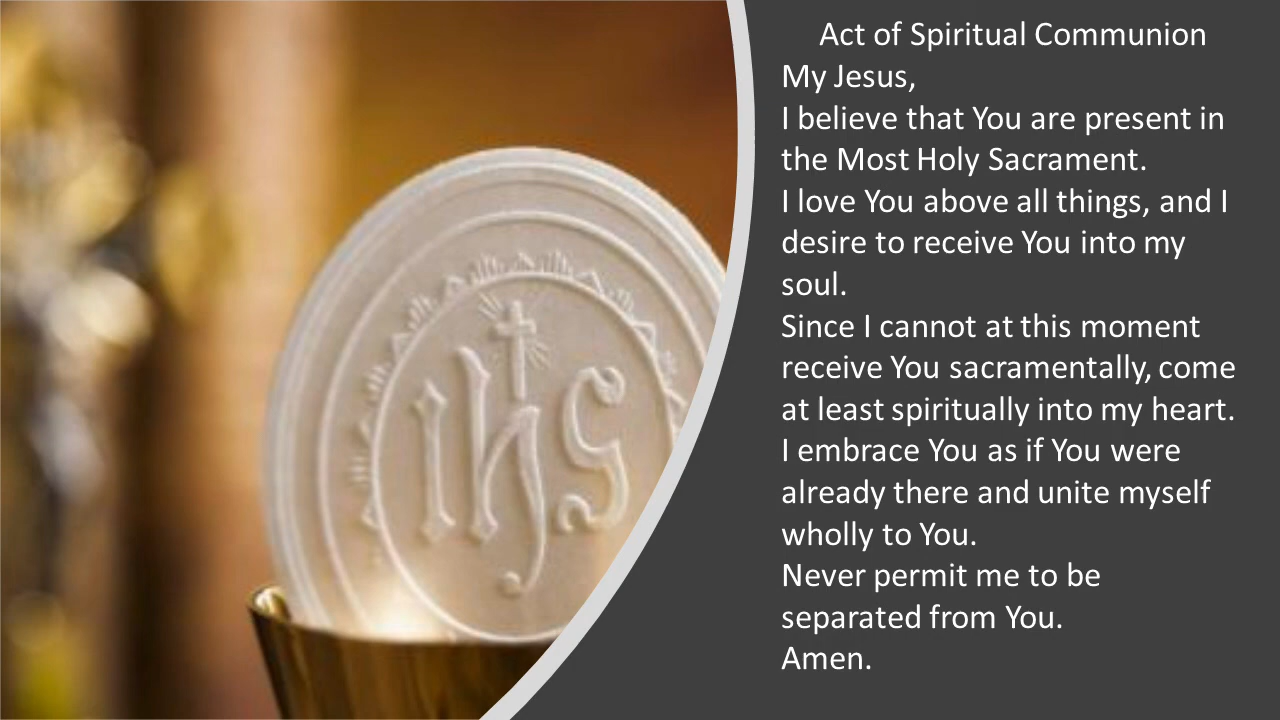 Act of Spiritual Communion
My Jesus,
I believe that You are present in
the Most Holy Sacrament.
I love You above all things, and I
desire to receive You into my
soul.
Since I cannot at this moment
receive You sacramentally, come
at least spiritually into my heart.
I embrace You as if You were
already there and unite myself
wholly to You.
Never permit me to be
separated from You.
Amen.
ihs